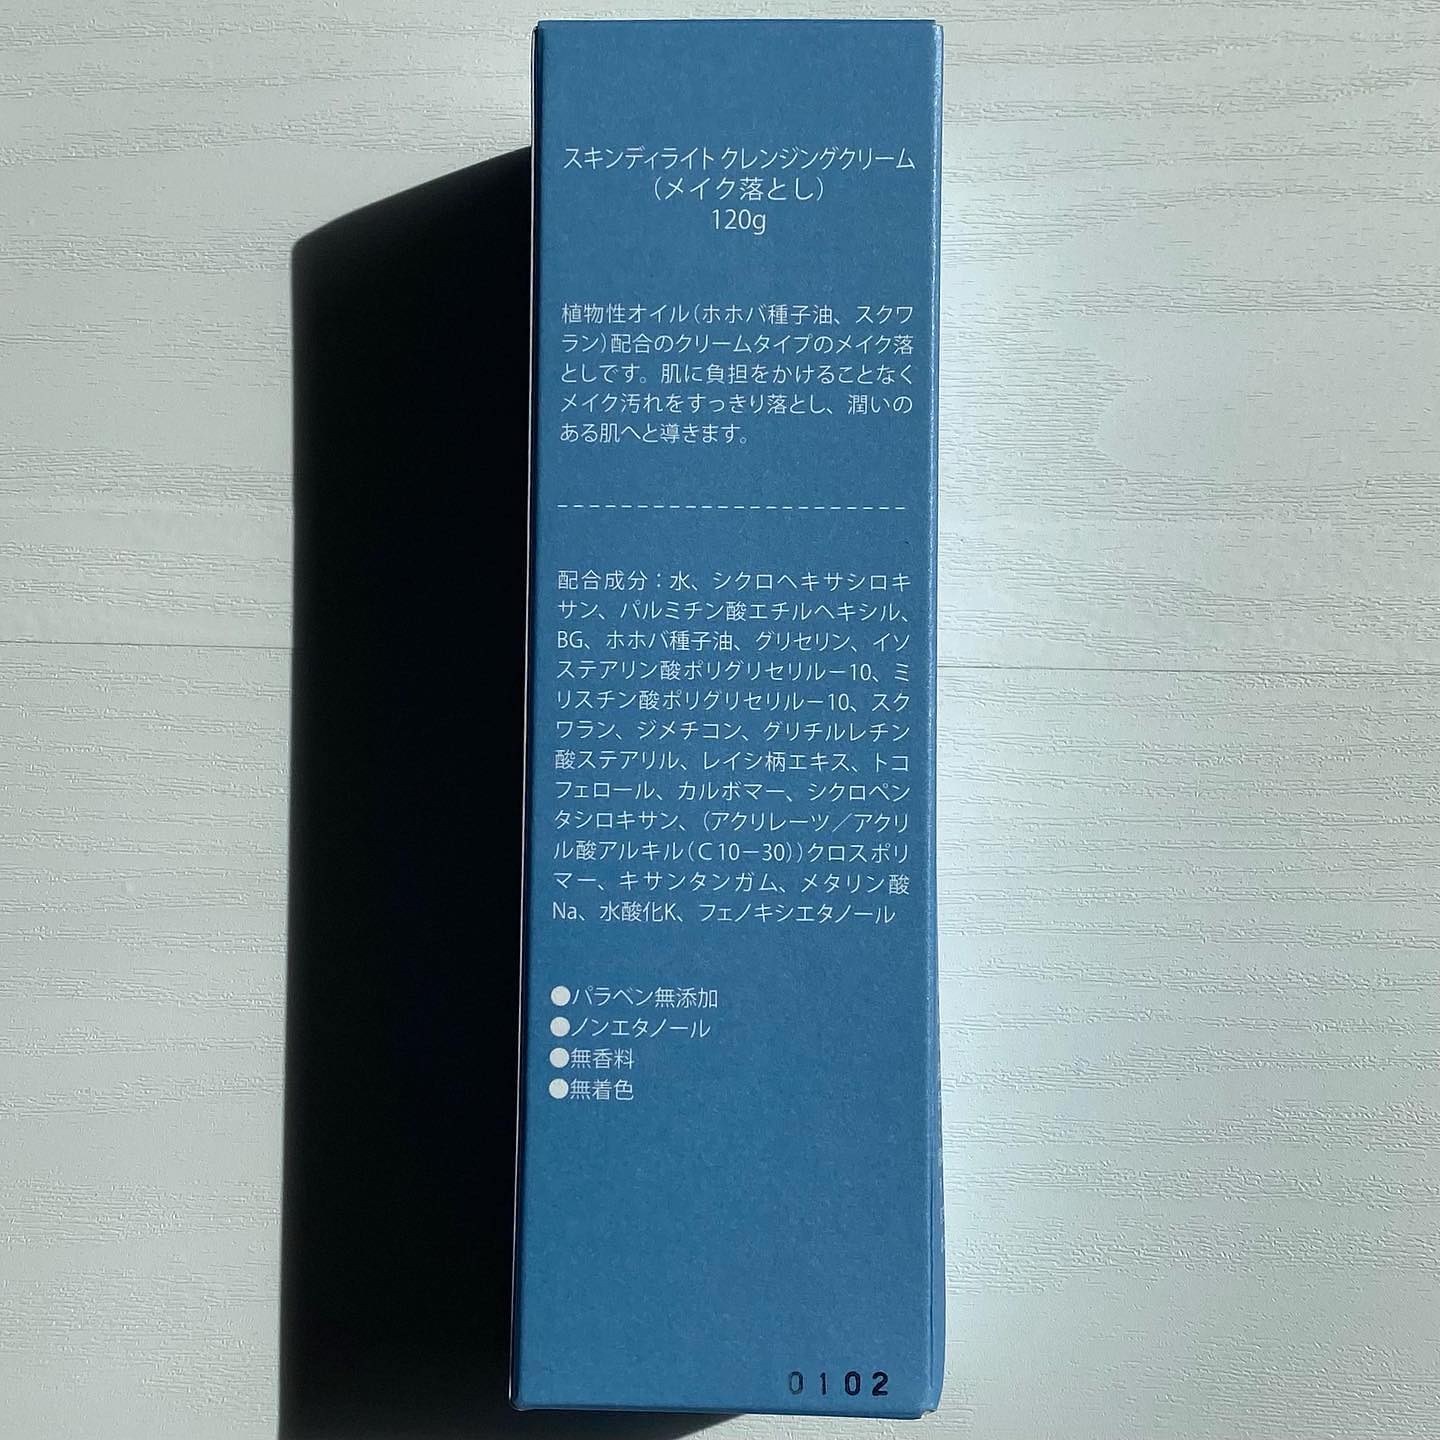 スキンディライト クレンジングクリーム
（メイク落とし）
120g
植物性オイル（ホホバ種子油、スクワ
ラン）配合のクリームタイプのメイク落
としです。肌に負担をかけることなく
メイク汚れをすっきり落とし、潤いの
ある肌へと導きます。
配合成分：水、シクロヘキサシロキ
サン、パルミチン酸エチルヘキシル、
BG、ホホバ種子油、グリセリン、イソ
ステアリン酸ポリグリセリル－10、ミ
リスチン酸ポリグリセリル－10、スク
ワラン、ジメチコン、グリチルレチン
酸ステアリル、レイシ柄エキス、トコ
フェロール、カルボマー、シクロペン
タシロキサン、（アクリレーツ／アクリ
ル酸アルキル（C10－30））クロスポリ
マー、キサンタンガム、メタリン酸
Na、水酸化K、フェノキシエタノール
●パラベン無添加
●ノンエタノール
●無香料
●無着色
0102